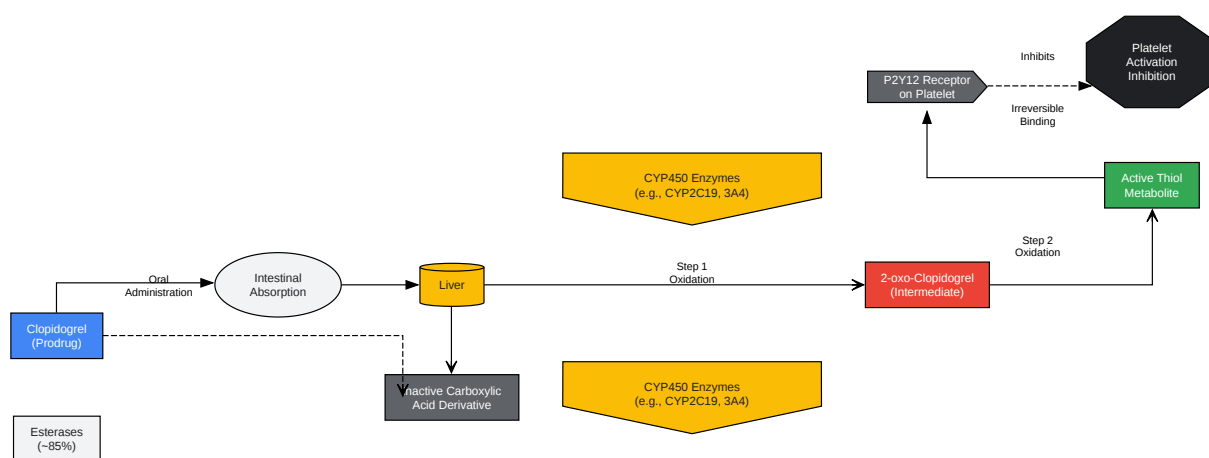 Platelet
Activation
Inhibition
Inhibits
P2Y12 Receptor
on Platelet
Irreversible
Binding
CYP450 Enzymes
(e.g., CYP2C19, 3A4)
Active Thiol
Metabolite
Step 2
Oxidation
Step 1
Oxidation
Oral
Administration
Intestinal
Absorption
Liver
2-oxo-Clopidogrel
(Intermediate)
Clopidogrel
(Prodrug)
Inactive Carboxylic
Acid Derivative
CYP450 Enzymes
(e.g., CYP2C19, 3A4)
Esterases
(~85%)